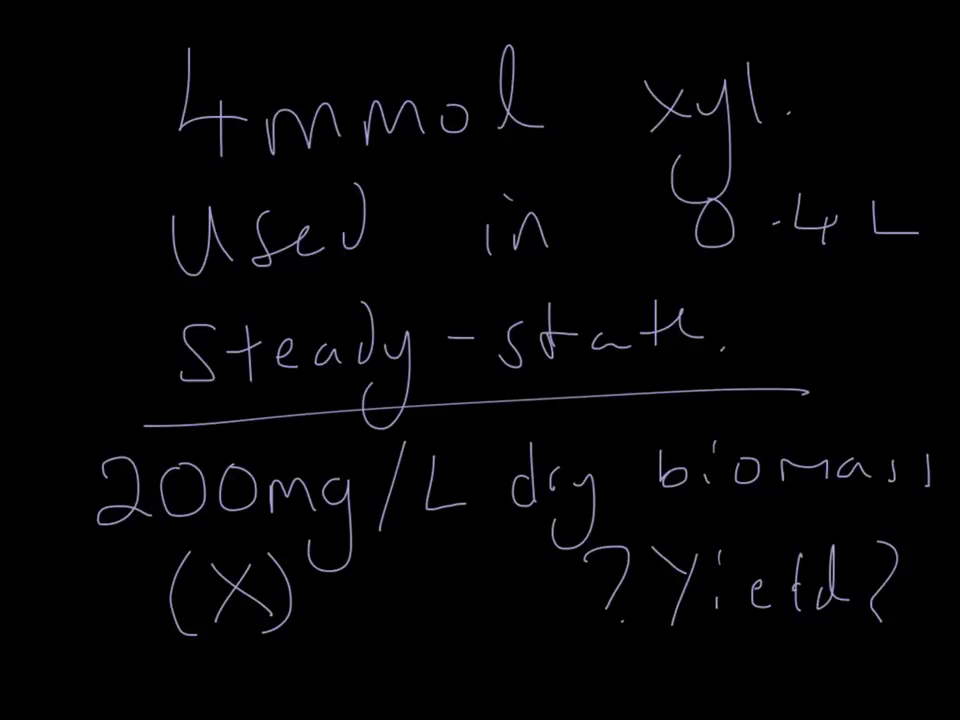 4mmol xyl.
Used in 0.4L
Steady-state.
200mg/L dry biomass
(X) ? Yield?